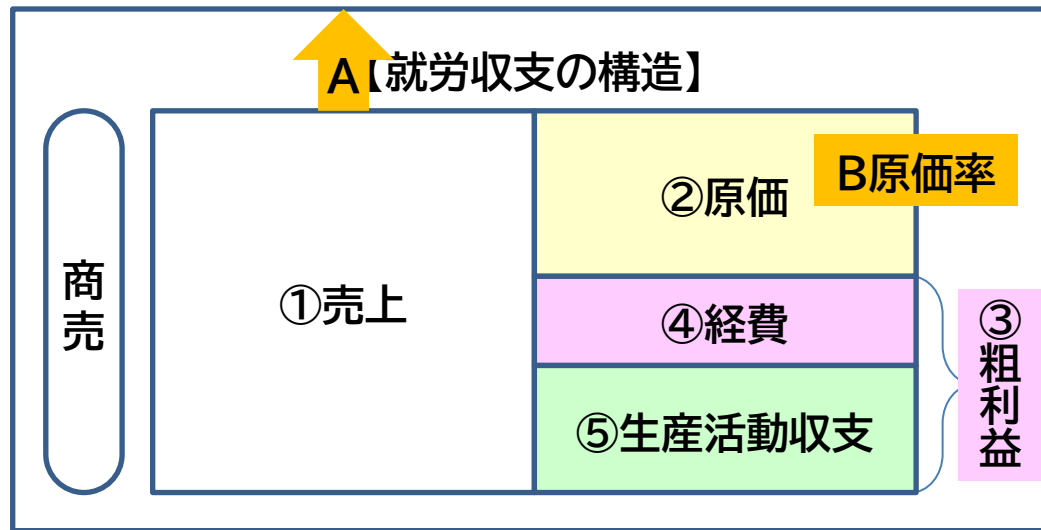 A【就労収支の構造】
商売
①売上
②原価
B原価率
④経費
⑤生産活動収支
③粗利益